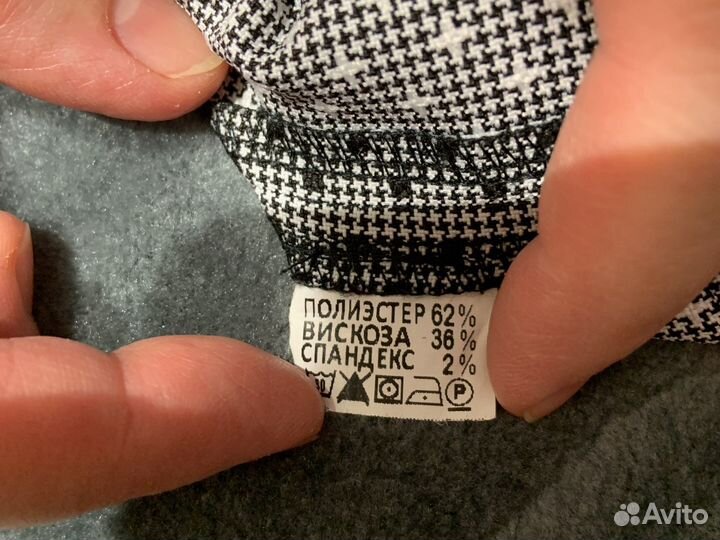 ПОЛИЭСТЕР 62%
ВИСКОЗА 36%
СПАНДЕКС 2%
P
Avito